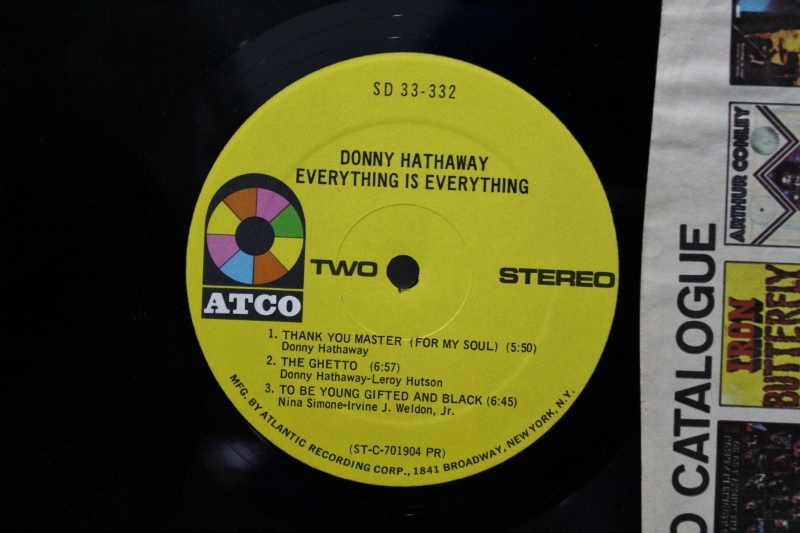 SD 33-332
DONNY HATHAWAY
EVERYTHING IS EVERYTHING
TWO
STEREO
ATCO
1. THANK YOU MASTER (FOR MY SOUL) (5:50)
Donny Hathaway
2. THE GHETTO (6:57)
Donny Hathaway-Leroy Hutson
3. TO BE YOUNG GIFTED AND BLACK (6:45)
Nina Simone-Irvine J. Weldon, Jr.
(ST-C-701904 PR)
MFG. BY ATLANTIC RECORDING CORP., 1841 BROADWAY, NEW YORK, N.Y.
O CATALOGUE
ARTHUR CONLEY
IRON
BUTTERFLY